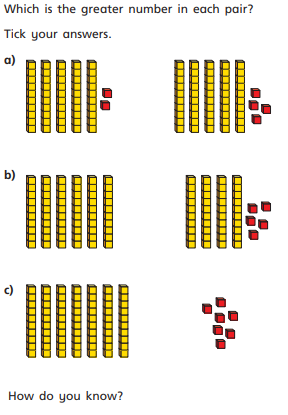 Which is the greater number in each pair?
Tick your answers.
a)
b)
c)
How do you know?